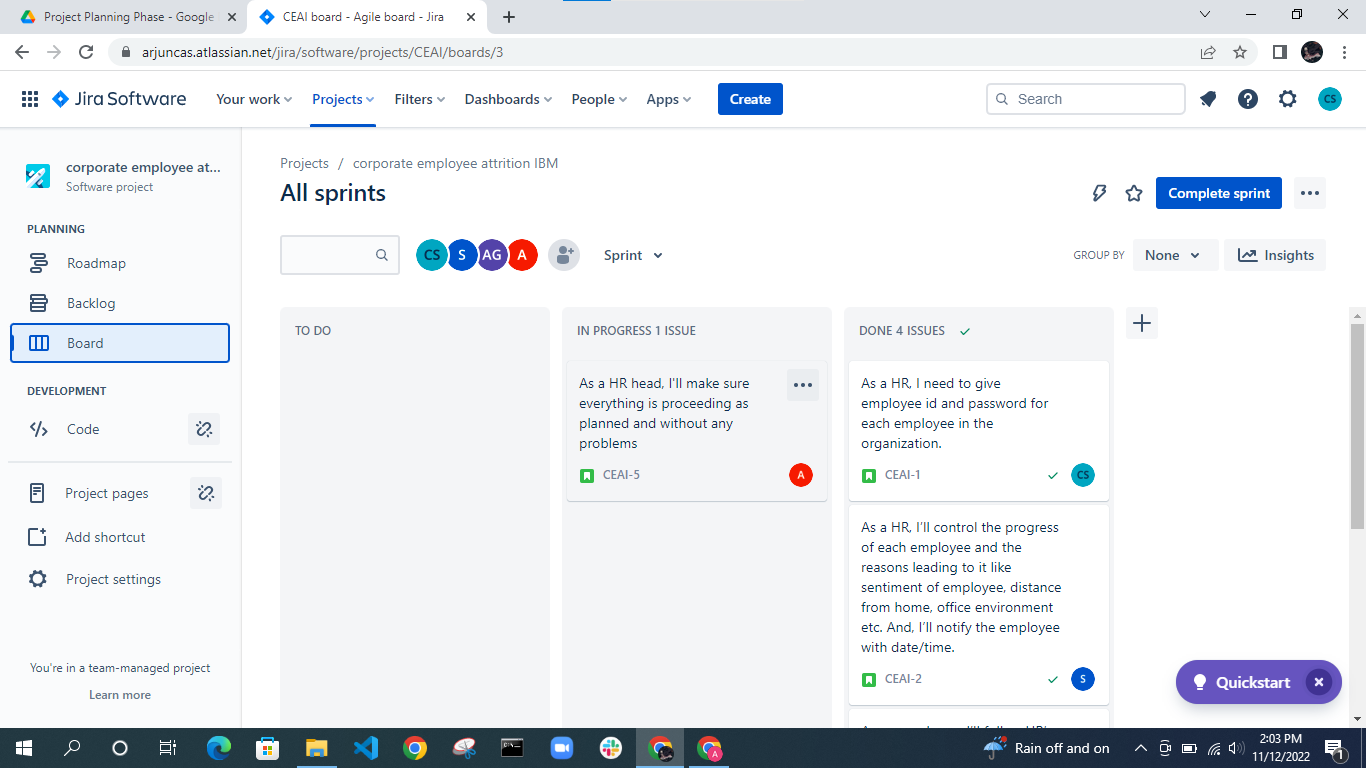 Project Planning Phase - Google
CEAI board - Agile board - Jira
arjuncas.atlassian.net/jira/software/projects/CEAI/boards/3
Jira Software
Your work
Projects
Filters
Dashboards
People
Apps
Create
Search
CS
corporate employee at...
Software project
PLANNING
Roadmap
Backlog
Board
DEVELOPMENT
Code
Project pages
Add shortcut
Project settings
You're in a team-managed project
Learn more
Projects / corporate employee attrition IBM
All sprints
Complete sprint
CS
S
AG
A
Sprint
GROUP BY
None
Insights
TO DO
IN PROGRESS 1 ISSUE
As a HR head, I'll make sure
everything is proceeding as
planned and without any
problems
CEAI-5
A
DONE 4 ISSUES
As a HR, I need to give
employee id and password for
each employee in the
organization.
CEAI-1
CS
As a HR, I’ll control the progress
of each employee and the
reasons leading to it like
sentiment of employee, distance
from home, office environment
etc. And, I’ll notify the employee
with date/time.
CEAI-2
S
Quickstart
Rain off and on
2:03 PM
11/12/2022
1
A